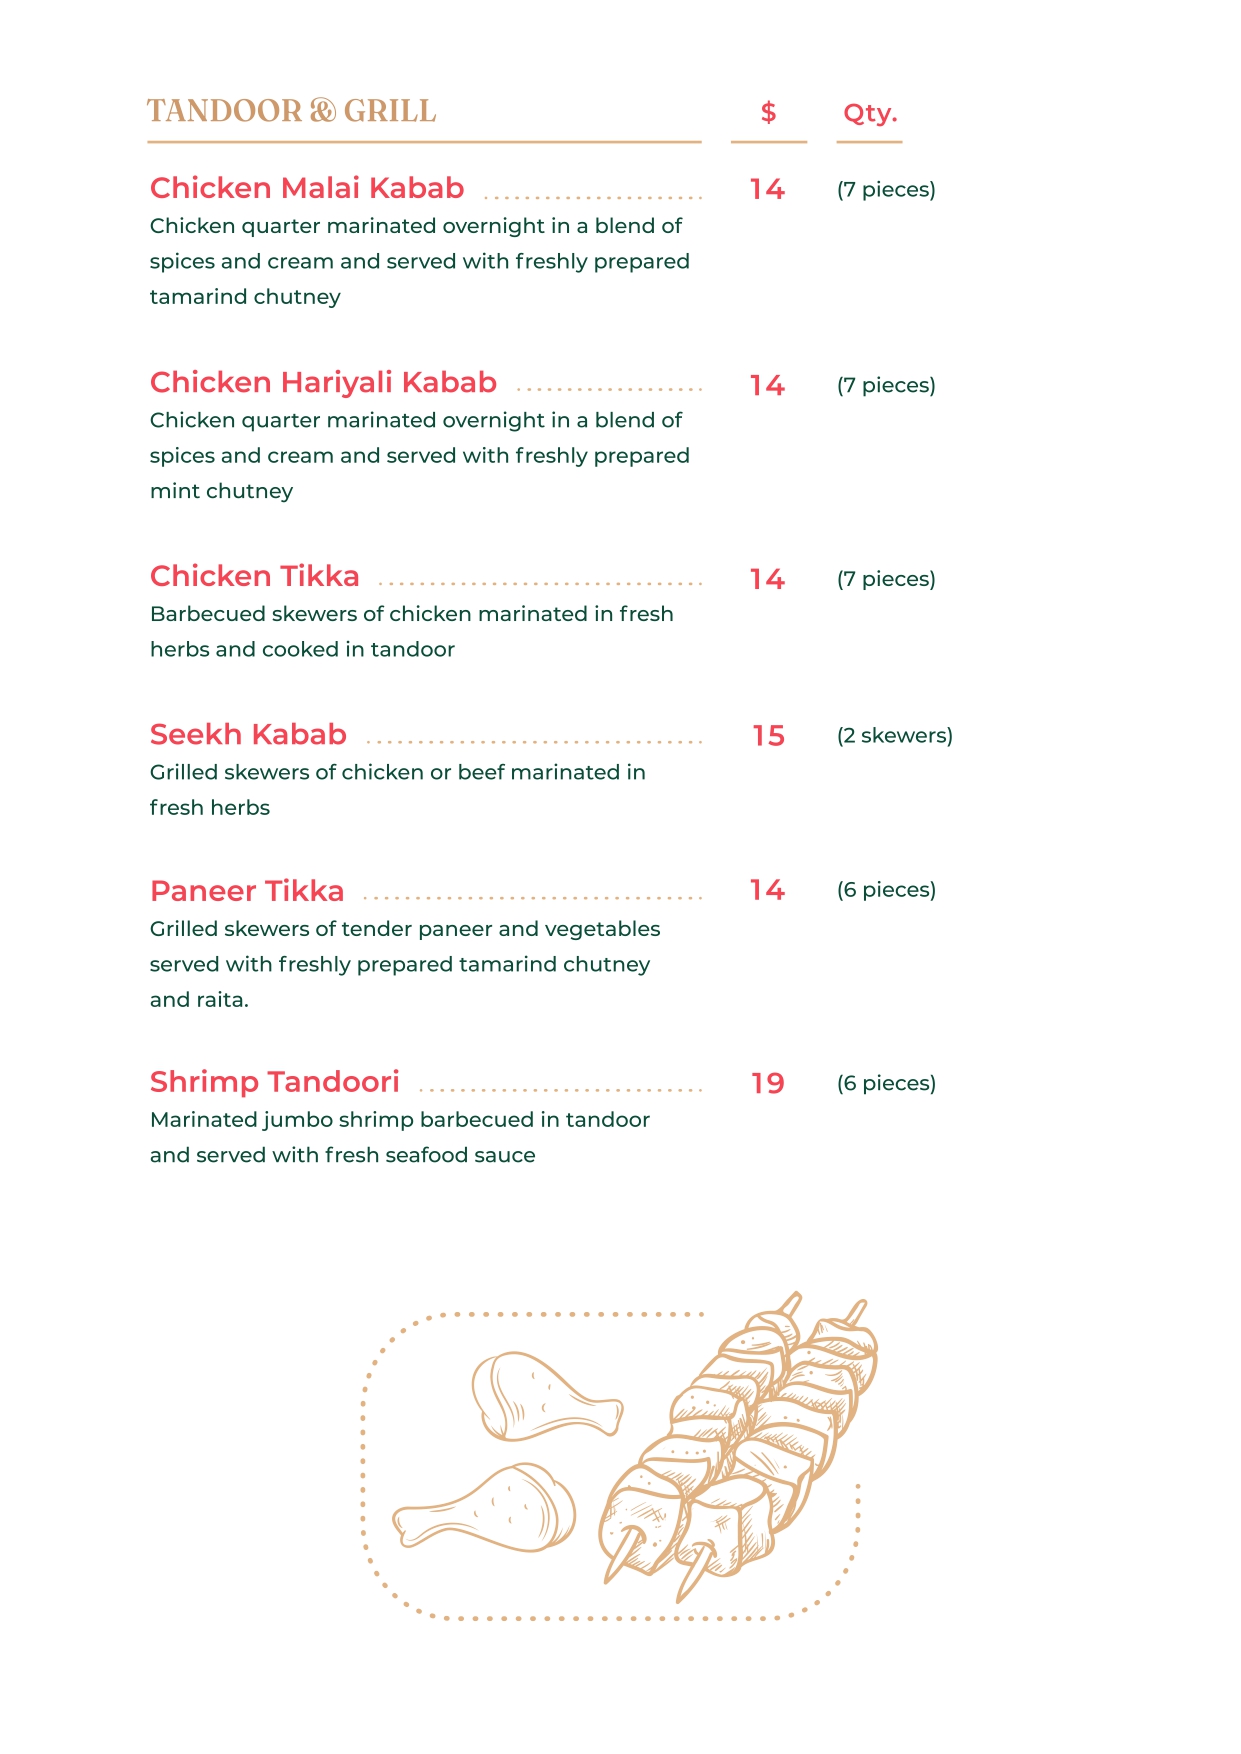 TANDOOR & GRILL $ Qty.
Chicken Malai Kabab 14 (7 pieces)
Chicken quarter marinated overnight in a blend of
spices and cream and served with freshly prepared
tamarind chutney
Chicken Hariyali Kabab 14 (7 pieces)
Chicken quarter marinated overnight in a blend of
spices and cream and served with freshly prepared
mint chutney
Chicken Tikka 14 (7 pieces)
Barbecued skewers of chicken marinated in fresh
herbs and cooked in tandoor
Seekh Kabab 15 (2 skewers)
Grilled skewers of chicken or beef marinated in
fresh herbs
Paneer Tikka 14 (6 pieces)
Grilled skewers of tender paneer and vegetables
served with freshly prepared tamarind chutney
and raita.
Shrimp Tandoori 19 (6 pieces)
Marinated jumbo shrimp barbecued in tandoor
and served with fresh seafood sauce